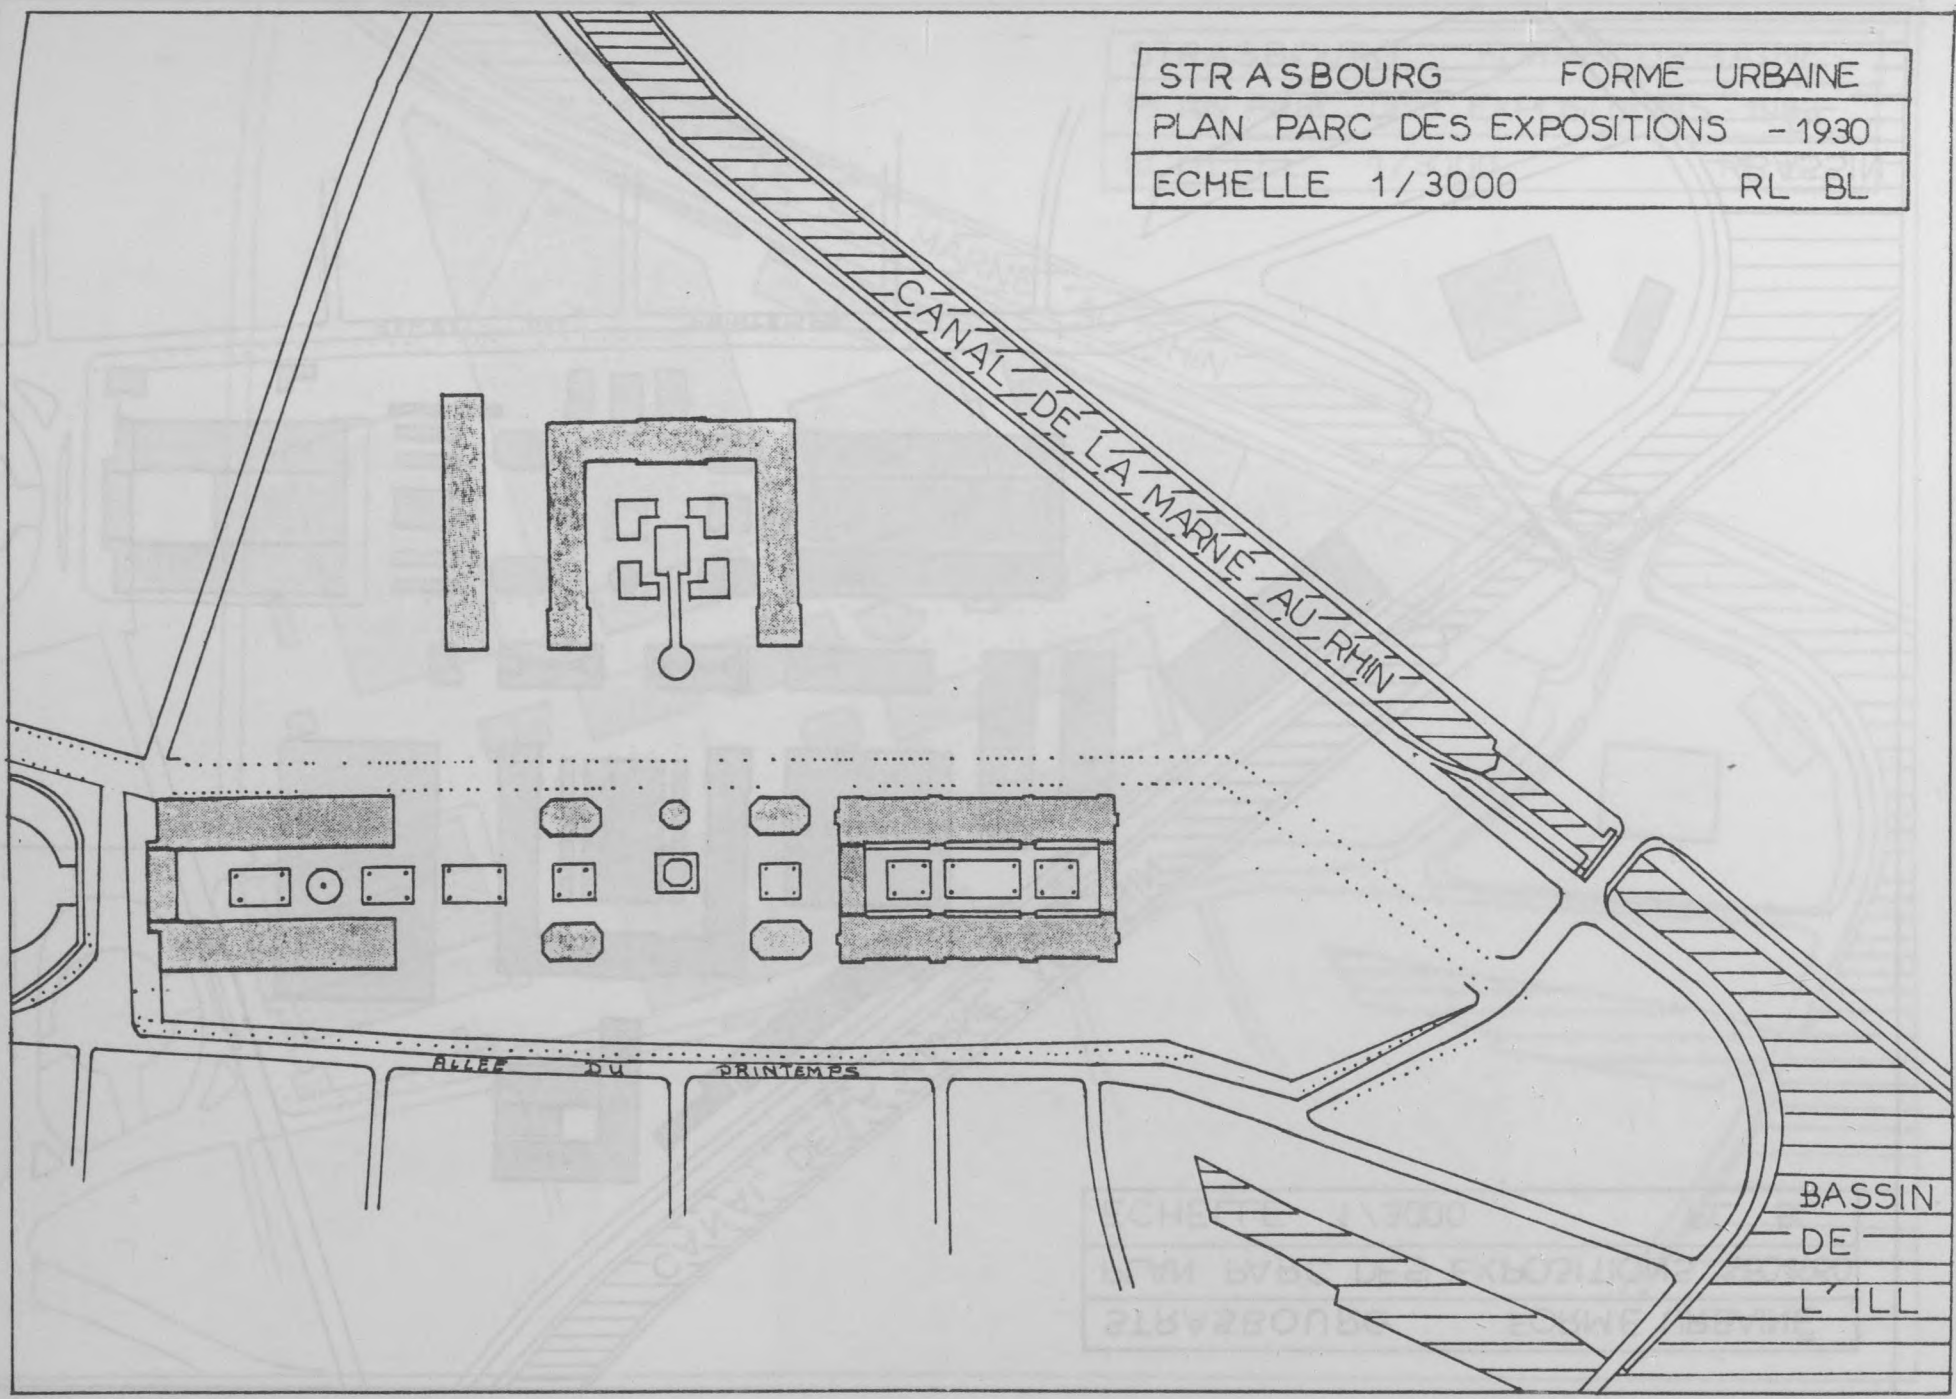 STRASBOURG FORME URBAINE
PLAN PARC DES EXPOSITIONS - 1930
ECHELLE 1/3000 RL BL
CANAL DE LA MARNE AU RHIN
ALLEE DU PRINTEMPS
BASSIN
DE
L'ILL